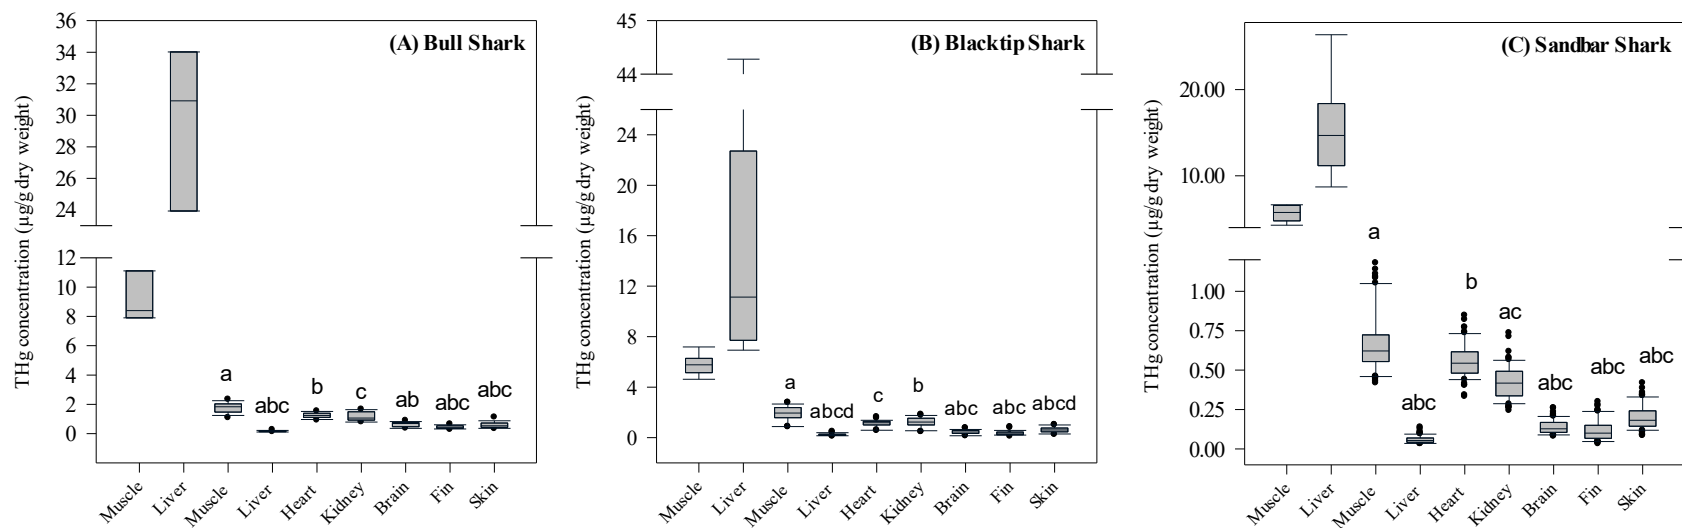 (A) Bull Shark
THg concentration (µg/g dry weight)
36
34
32
30
28
26
24
12
10
8
6
4
2
0
a
abc
b
c
ab
abc
abc
Muscle
Liver
Muscle
Liver
Heart
Kidney
Brain
Fin
Skin
(B) Blacktip Shark
THg concentration (µg/g dry weight)
45
44
24
20
16
12
8
4
0
a
abcd
c
b
abc
abc
abcd
Muscle
Liver
Muscle
Liver
Heart
Kidney
Brain
Fin
Skin
(C) Sandbar Shark
THg concentration (µg/g dry weight)
20.00
10.00
1.00
0.75
0.50
0.25
0.00
a
abc
b
ac
abc
abc
abc
Muscle
Liver
Muscle
Liver
Heart
Kidney
Brain
Fin
Skin